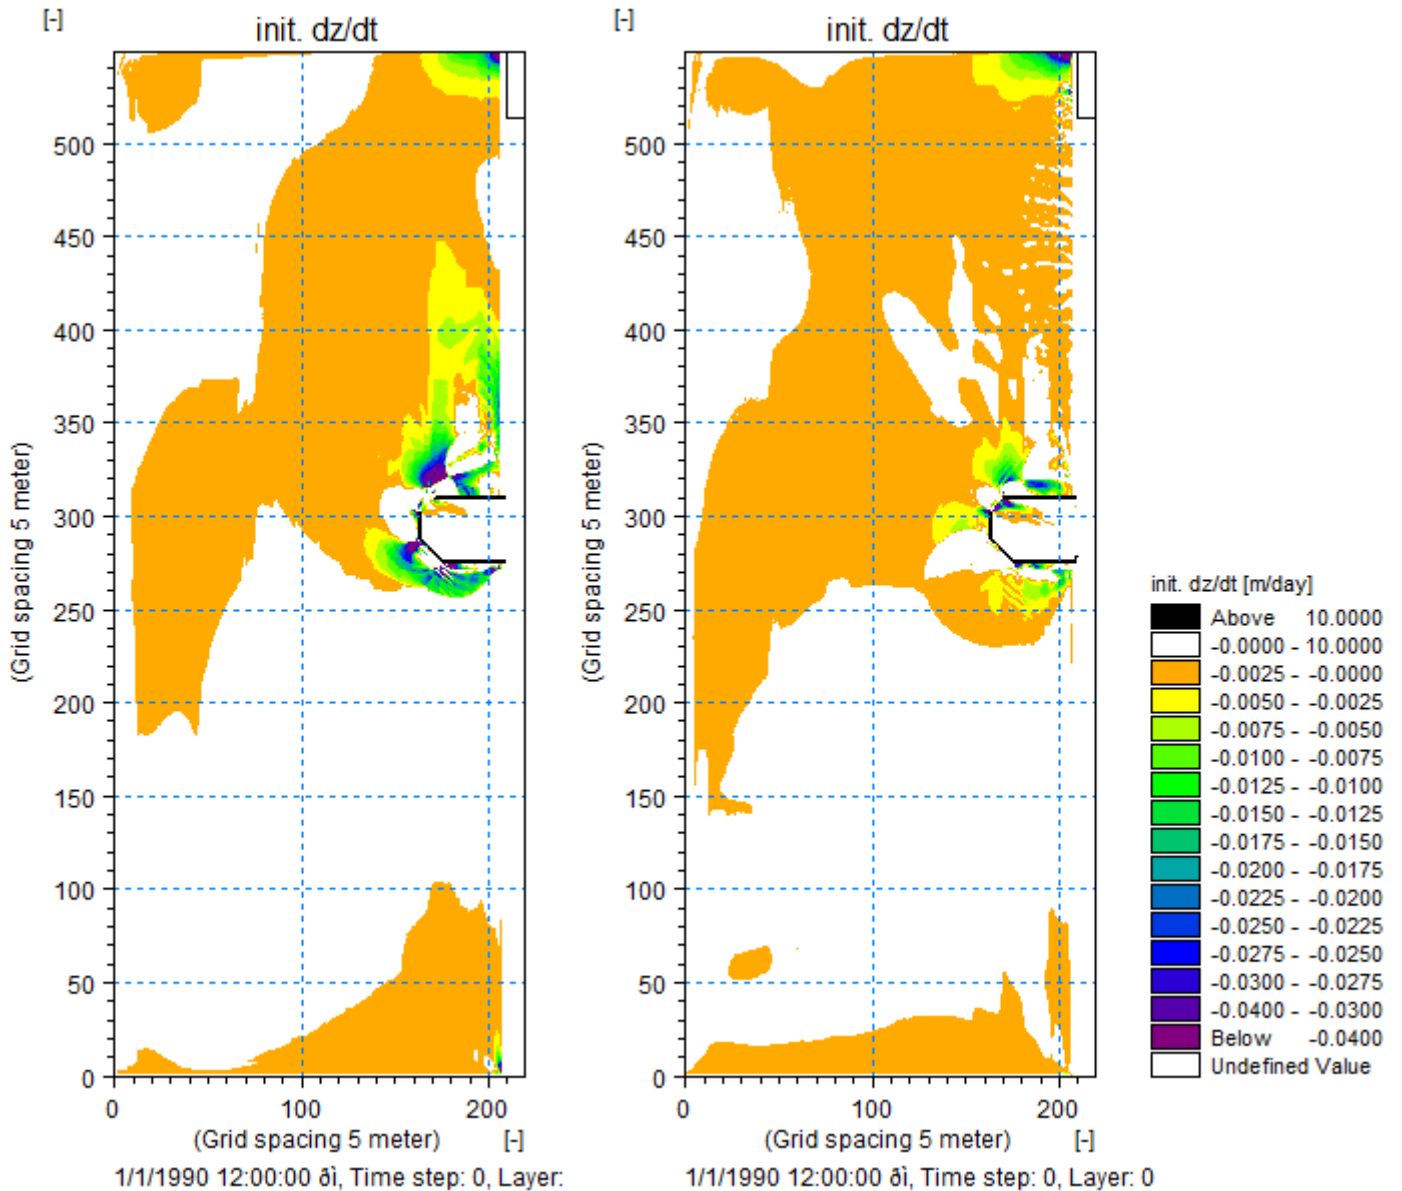 [-]
init. dz/dt
500
450
400
350
300
250
200
150
100
50
0
(Grid spacing 5 meter)
0
100
200
(Grid spacing 5 meter)
[-]
1/1/1990 12:00:00 ðì, Time step: 0, Layer:
[-]
init. dz/dt
500
450
400
350
300
250
200
150
100
50
0
(Grid spacing 5 meter)
0
100
200
(Grid spacing 5 meter)
[-]
1/1/1990 12:00:00 ðì, Time step: 0, Layer: 0
init. dz/dt [m/day]
Above 10.0000
-0.0000 - 10.0000
-0.0025 - -0.0000
-0.0050 - -0.0025
-0.0075 - -0.0050
-0.0100 - -0.0075
-0.0125 - -0.0100
-0.0150 - -0.0125
-0.0175 - -0.0150
-0.0200 - -0.0175
-0.0225 - -0.0200
-0.0250 - -0.0225
-0.0275 - -0.0250
-0.0300 - -0.0275
-0.0400 - -0.0300
Below -0.0400
Undefined Value